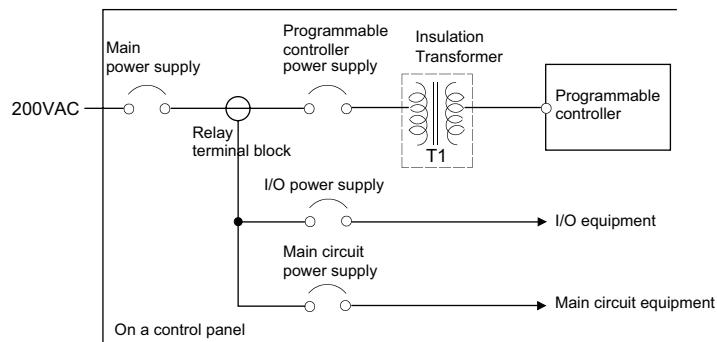 Main
power supply
Programmable
controller
power supply
Insulation
Transformer
200VAC
Programmable
controller
Relay
terminal block
T1
I/O power supply
I/O equipment
Main circuit
power supply
Main circuit equipment
On a control panel